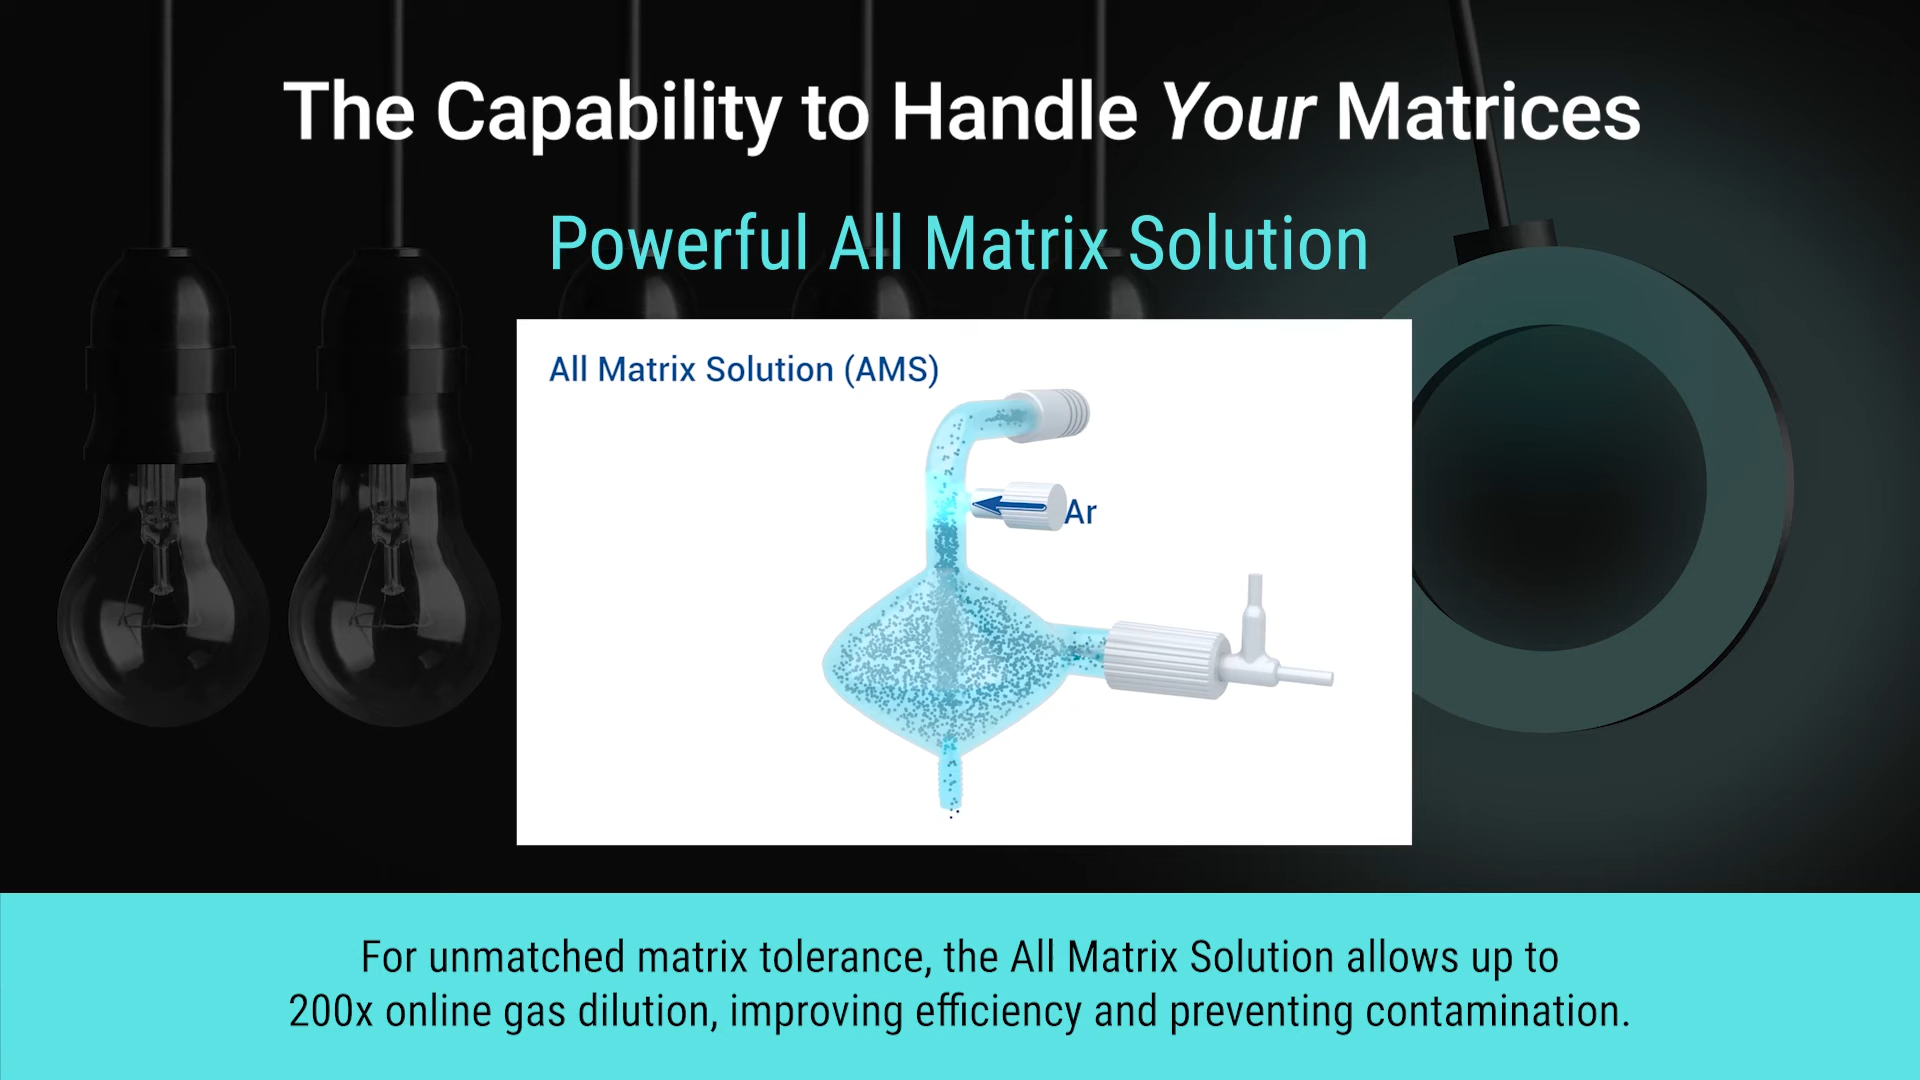 The Capability to Handle Your Matrices
Powerful All Matrix Solution
All Matrix Solution (AMS)
Ar
For unmatched matrix tolerance, the All Matrix Solution allows up to
200x online gas dilution, improving efficiency and preventing contamination.